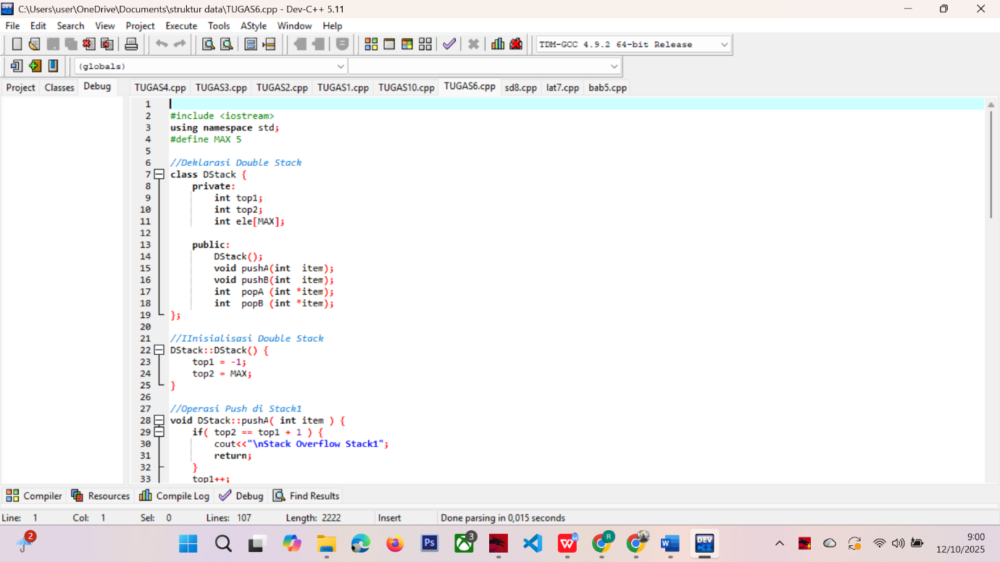 C:\Users\user\OneDrive\Documents\struktur data\TUGAS6.cpp - Dev-C++ 5.11
File Edit Search View Project Execute Tools AStyle Window Help
TDM-GCC 4.9.2 64-bit Release
(globals)
Project Classes Debug
TUGAS4.cpp TUGAS3.cpp TUGAS2.cpp TUGAS1.cpp TUGAS10.cpp TUGAS6.cpp sd8.cpp lat7.cpp bab5.cpp
1
2 #include <iostream>
3 using namespace std;
4 #define MAX 5
5
6 //Deklarasi Double Stack
7 class DStack {
8 private:
9 int top1;
10 int top2;
11 int ele[MAX];
12
13 public:
14 DStack();
15 void pushA(int  item);
16 void pushB(int  item);
17 int  popA (int *item);
18 int  popB (int *item);
19 };
20
21 //IInisialisasi Double Stack
22 DStack::DStack() {
23 top1 = -1;
24 top2 = MAX;
25 }
26
27 //Operasi Push di Stack1
28 void DStack::pushA( int item ) {
29 if( top2 == top1 + 1 ) {
30 cout<<"\nStack Overflow Stack1";
31 return;
32 }
33 top1++;
Compiler Resources Compile Log Debug Find Results
Line: 1 Col: 1 Sel: 0 Lines: 107 Length: 2222 Insert Done parsing in 0,015 seconds
2
Ps
3
R
W
DEV
C++
9:00
12/10/2025